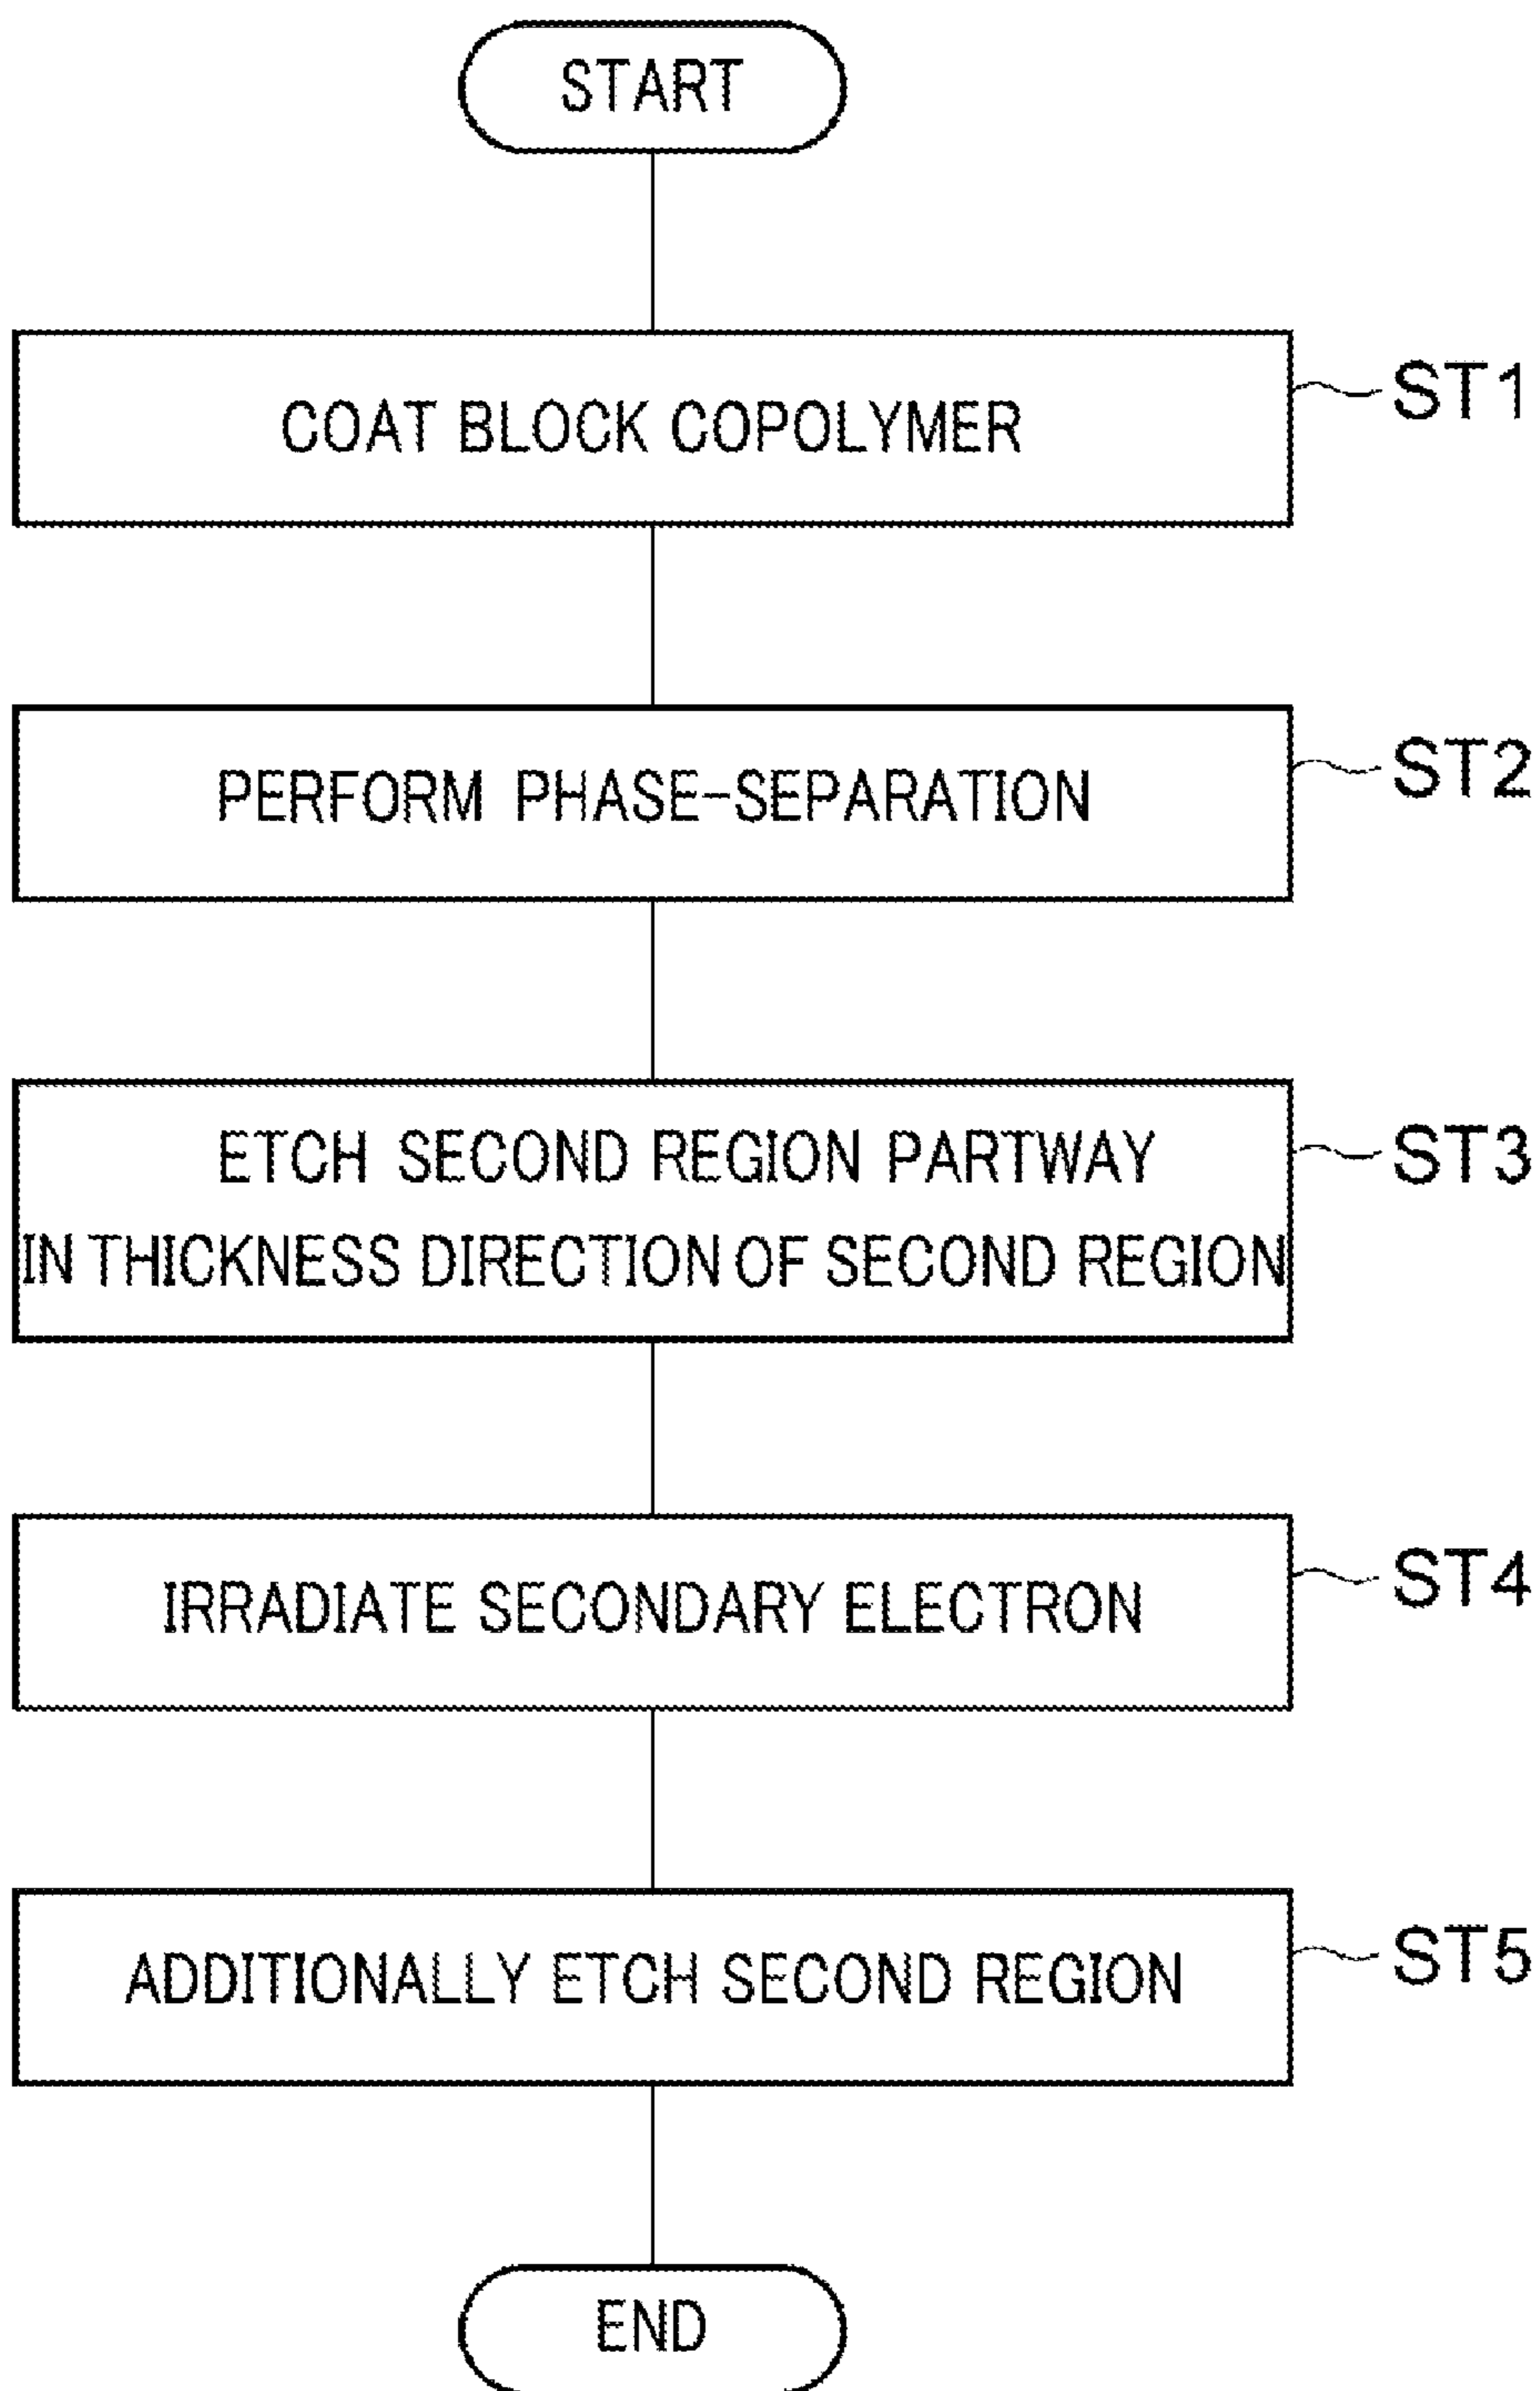 START
COAT BLOCK COPOLYMER
ST1
PERFORM PHASE-SEPARATION
ST2
ETCH SECOND REGION PARTWAY
IN THICKNESS DIRECTION OF SECOND REGION
ST3
IRRADIATE SECONDARY ELECTRON
ST4
ADDITIONALLY ETCH SECOND REGION
ST5
END